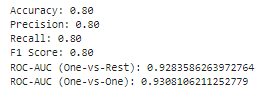 Accuracy: 0.80
Precision: 0.80
Recall: 0.80
F1 Score: 0.80
ROC-AUC (One-vs-Rest): 0.9283586263972764
ROC-AUC (One-vs-One): 0.9308106211252779